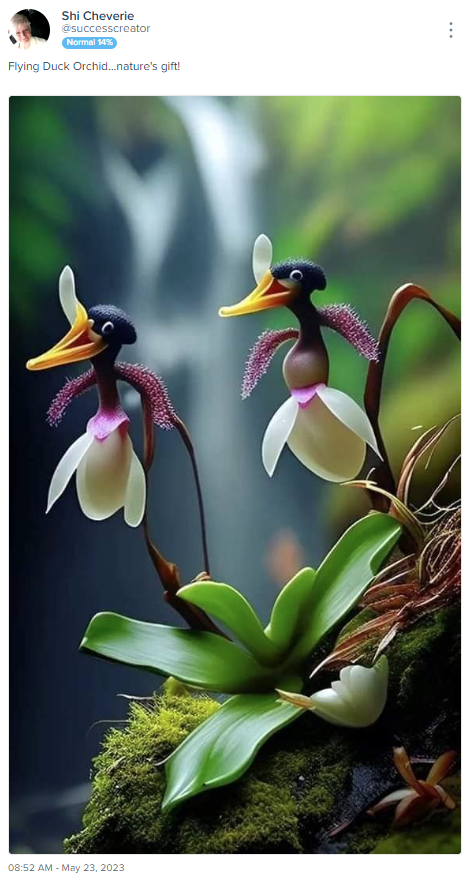 Shi Cheverie
@successcreator
Normal 14%
Flying Duck Orchid...nature's gift!
08:52 AM - May 23, 2023